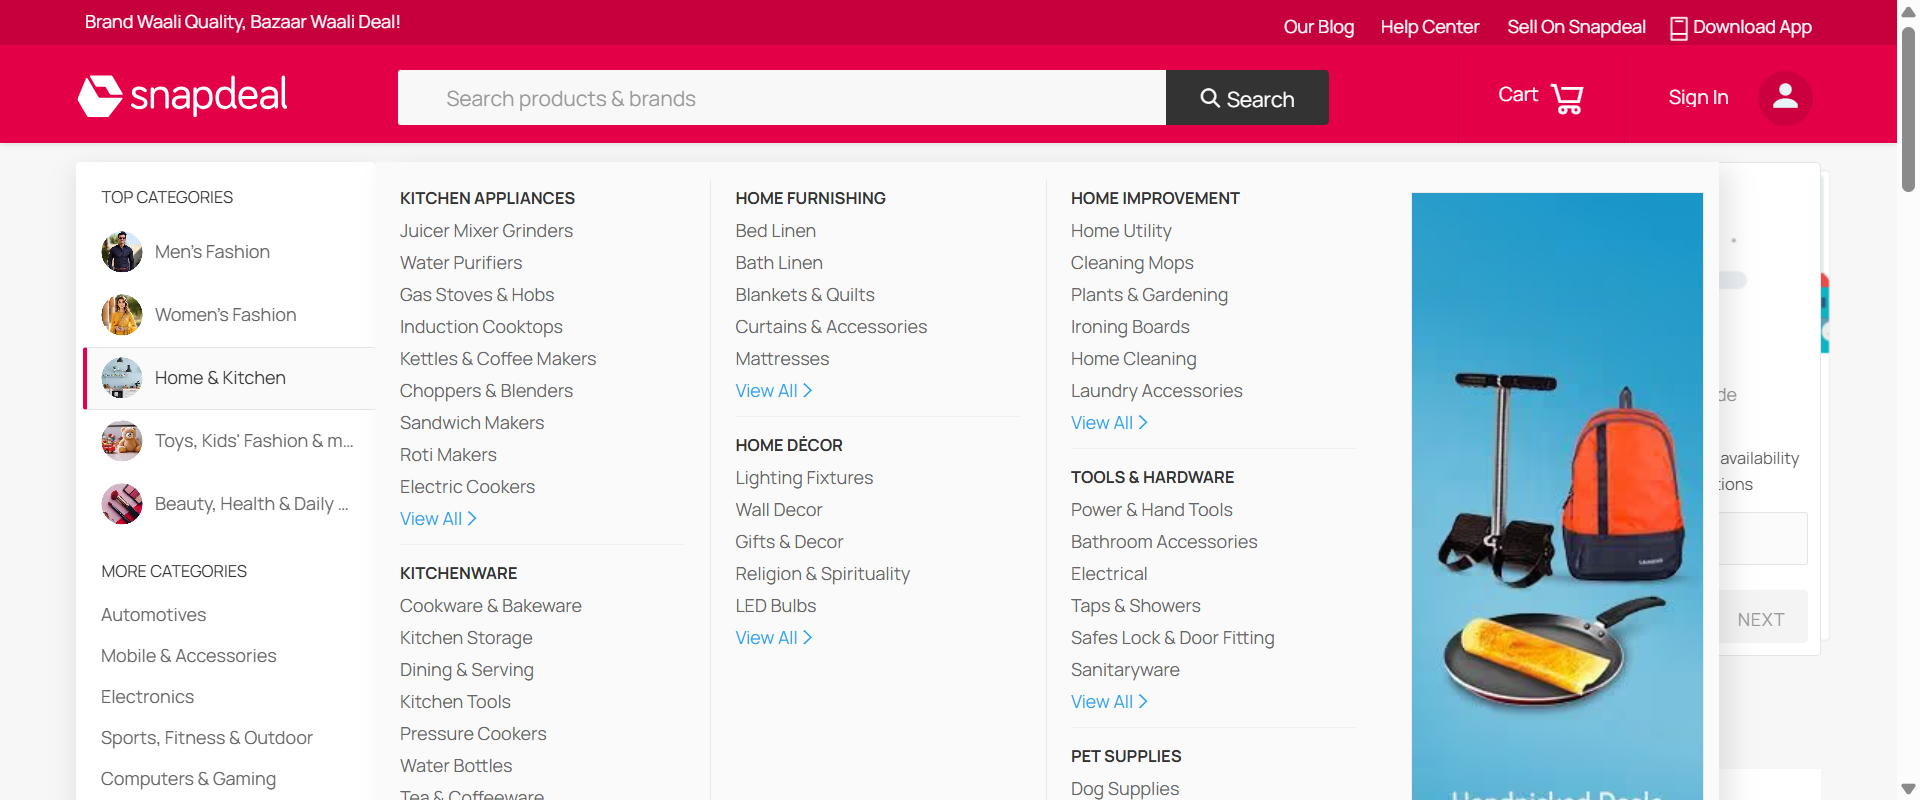 Brand Waali Quality, Bazaar Waali Deal!
Our Blog
Help Center
Sell On Snapdeal
Download App
snapdeal
Search products & brands
Search
Cart
Sign In
TOP CATEGORIES
Men's Fashion
Women's Fashion
Home & Kitchen
Toys, Kids' Fashion & m...
Beauty, Health & Daily ...
MORE CATEGORIES
Automotives
Mobile & Accessories
Electronics
Sports, Fitness & Outdoor
Computers & Gaming
KITCHEN APPLIANCES
Juicer Mixer Grinders
Water Purifiers
Gas Stoves & Hobs
Induction Cooktops
Kettles & Coffee Makers
Choppers & Blenders
Sandwich Makers
Roti Makers
Electric Cookers
View All
KITCHENWARE
Cookware & Bakeware
Kitchen Storage
Dining & Serving
Kitchen Tools
Pressure Cookers
Water Bottles
Tea & Coffeeware
HOME FURNISHING
Bed Linen
Bath Linen
Blankets & Quilts
Curtains & Accessories
Mattresses
View All
HOME DÉCOR
Lighting Fixtures
Wall Decor
Gifts & Decor
Religion & Spirituality
LED Bulbs
View All
HOME IMPROVEMENT
Home Utility
Cleaning Mops
Plants & Gardening
Ironing Boards
Home Cleaning
Laundry Accessories
View All
TOOLS & HARDWARE
Power & Hand Tools
Bathroom Accessories
Electrical
Taps & Showers
Safes Lock & Door Fitting
Sanitaryware
View All
PET SUPPLIES
Dog Supplies
Handpicked Deals
de
availability
tions
NEXT